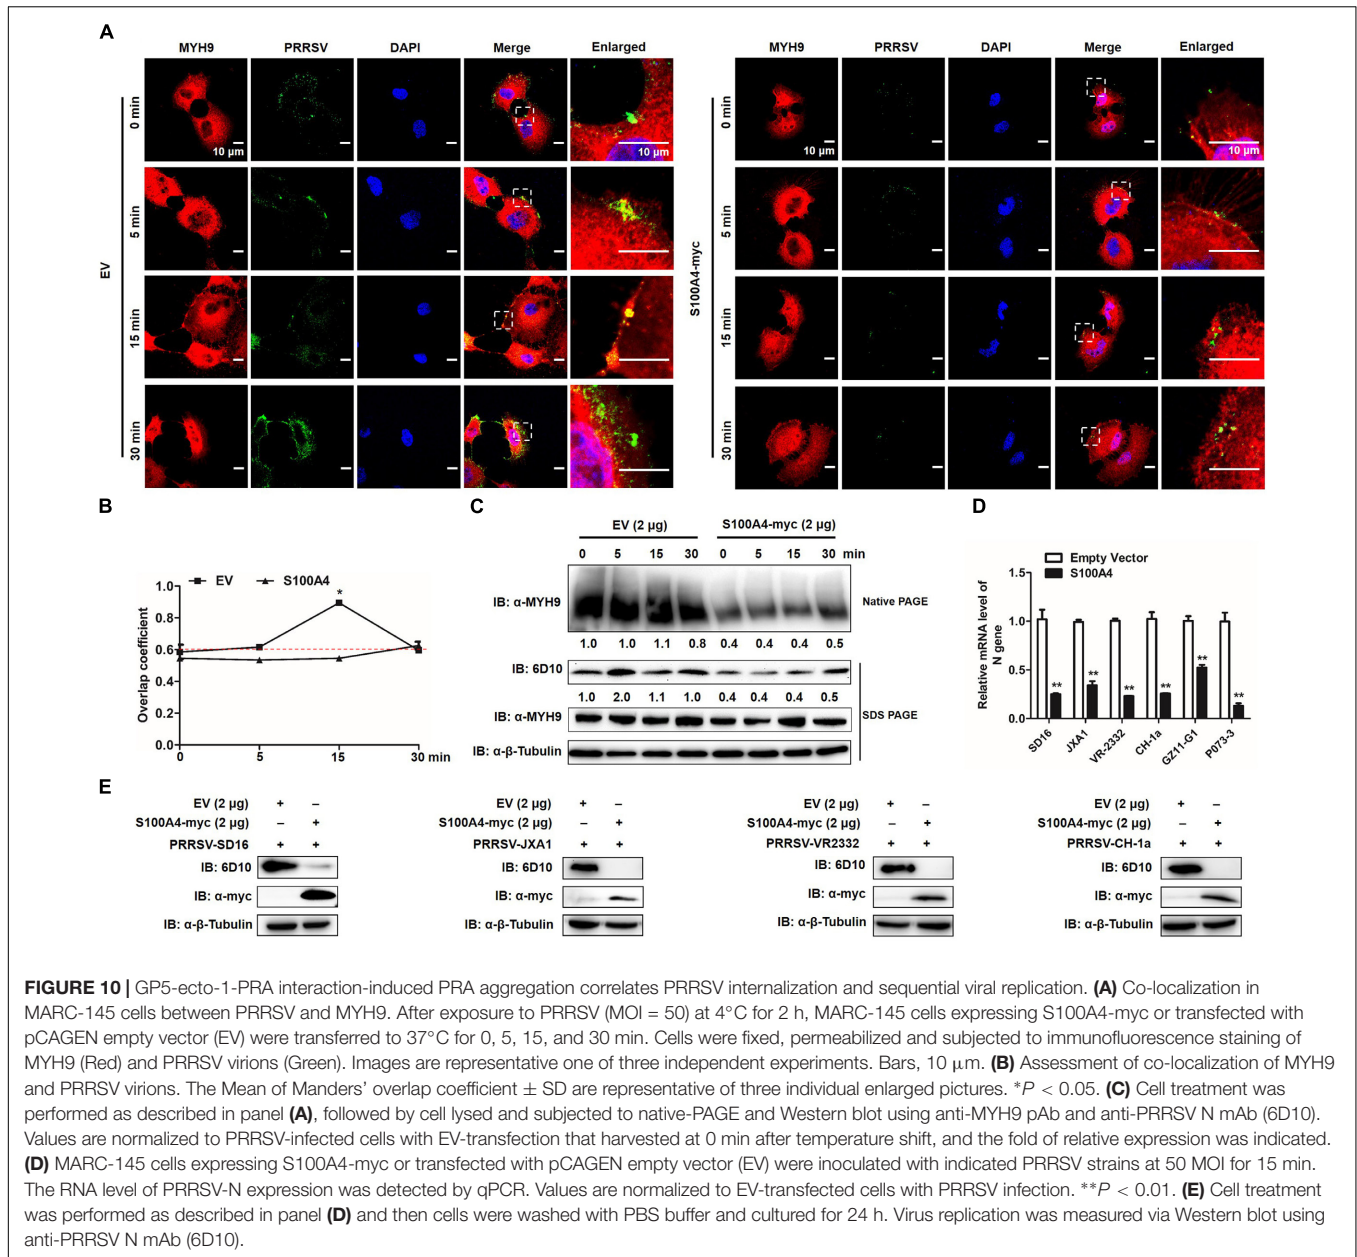 A
MYH9 PRRSV DAPI Merge Enlarged MYH9 PRRSV DAPI Merge Enlarged
EV
0 min
10 µm
10 µm
5 min
15 min
30 min
S100A4-myc
0 min
10 µm
10 µm
5 min
15 min
30 min
B
EV S100A4
Overlap coefficient
1.0
0.8
0.6
0.4
0.2
0.0
*
0 5 15 30 min
C
EV (2 µg) S100A4-myc (2 µg)
0 5 15 30 0 5 15 30 min
IB: α-MYH9 Native PAGE
1.0 1.0 1.1 0.8 0.4 0.4 0.4 0.5
IB: 6D10
1.0 2.0 1.1 1.0 0.4 0.4 0.4 0.5
IB: α-MYH9 SDS PAGE
IB: α-β-Tubulin
D
Empty Vector
S100A4
Relative mRNA level of
N gene
1.5
1.0
0.5
0.0
** ** ** ** ** **
SD16 JXA1 VR-2332 CH-1a GZ11-G1 P073-3
E
EV (2 µg) + –
S100A4-myc (2 µg) – +
PRRSV-SD16 + +
IB: 6D10
IB: α-myc
IB: α-β-Tubulin
EV (2 µg) + –
S100A4-myc (2 µg) – +
PRRSV-JXA1 + +
IB: 6D10
IB: α-myc
IB: α-β-Tubulin
EV (2 µg) + –
S100A4-myc (2 µg) – +
PRRSV-VR2332 + +
IB: 6D10
IB: α-myc
IB: α-β-Tubulin
EV (2 µg) + –
S100A4-myc (2 µg) – +
PRRSV-CH-1a + +
IB: 6D10
IB: α-myc
IB: α-β-Tubulin
FIGURE 10 | GP5-ecto-1-PRA interaction-induced PRA aggregation correlates PRRSV internalization and sequential viral replication. (A) Co-localization in
MARC-145 cells between PRRSV and MYH9. After exposure to PRRSV (MOI = 50) at 4°C for 2 h, MARC-145 cells expressing S100A4-myc or transfected with
pCAGEN empty vector (EV) were transferred to 37°C for 0, 5, 15, and 30 min. Cells were fixed, permeabilized and subjected to immunofluorescence staining of
MYH9 (Red) and PRRSV virions (Green). Images are representative one of three independent experiments. Bars, 10 µm. (B) Assessment of co-localization of MYH9
and PRRSV virions. The Mean of Manders' overlap coefficient ± SD are representative of three individual enlarged pictures. *P < 0.05. (C) Cell treatment was
performed as described in panel (A), followed by cell lysed and subjected to native-PAGE and Western blot using anti-MYH9 pAb and anti-PRRSV N mAb (6D10).
Values are normalized to PRRSV-infected cells with EV-transfection that harvested at 0 min after temperature shift, and the fold of relative expression was indicated.
(D) MARC-145 cells expressing S100A4-myc or transfected with pCAGEN empty vector (EV) were inoculated with indicated PRRSV strains at 50 MOI for 15 min.
The RNA level of PRRSV-N expression was detected by qPCR. Values are normalized to EV-transfected cells with PRRSV infection. **P < 0.01. (E) Cell treatment
was performed as described in panel (D) and then cells were washed with PBS buffer and cultured for 24 h. Virus replication was measured via Western blot using
anti-PRRSV N mAb (6D10).